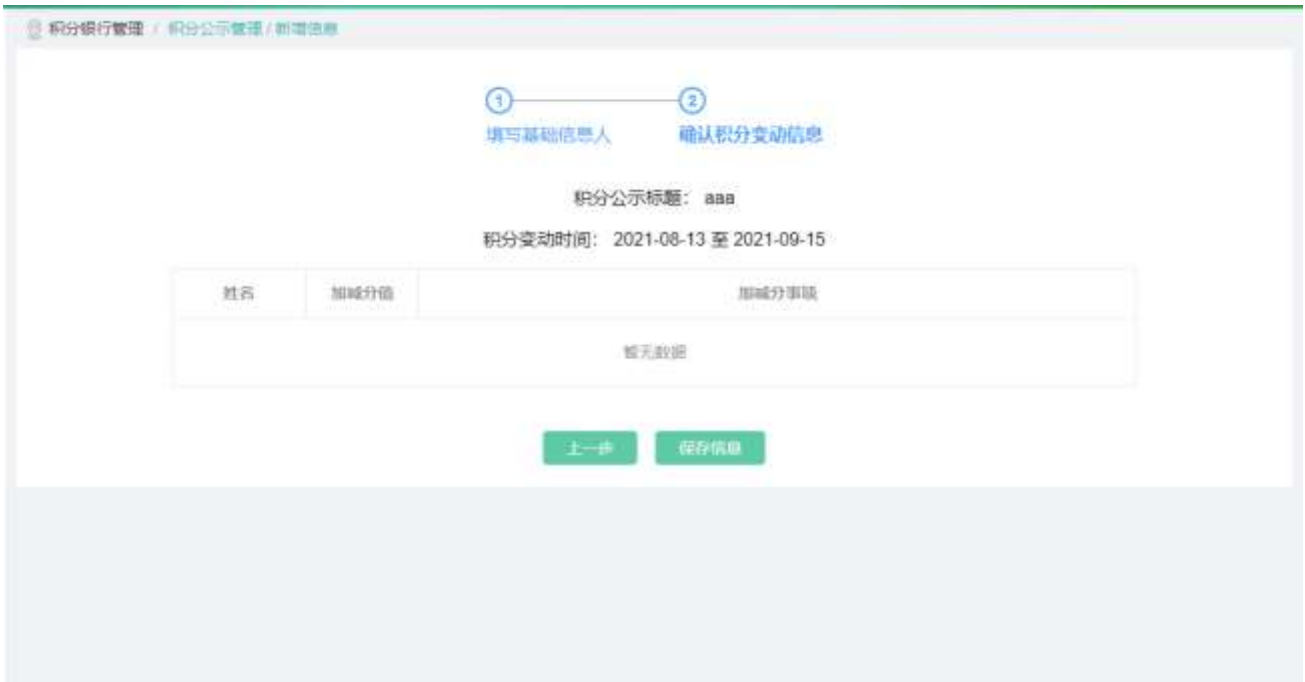 积分银行管理 / 积分公示管理 / 新增信息
1 2
填写基础信息人 确认积分变动信息
积分公示标题: aaa
积分变动时间: 2021-08-13 至 2021-09-15
姓名 加减分值 加减分事项
暂无数据
上一步 保存信息